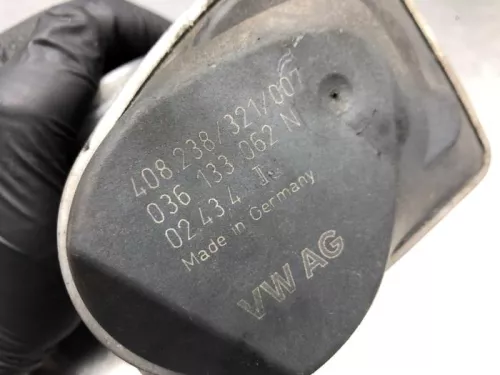 408 238/321/007
036 133 062 N
02.43 4 I
Made in Germany
VW AG